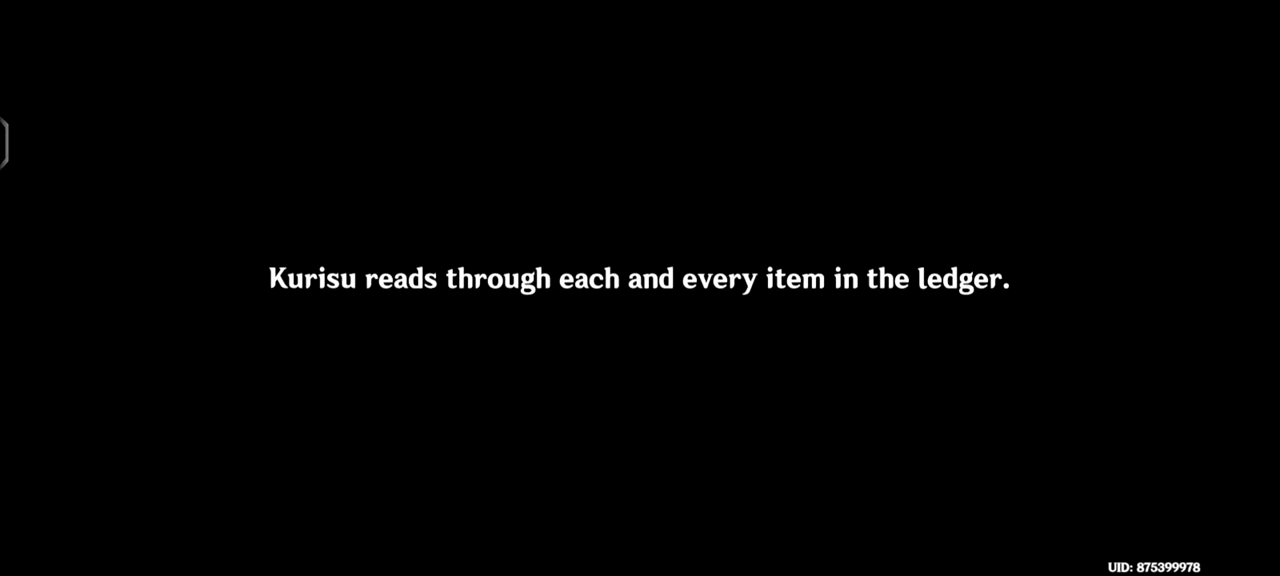 Kurisu reads through each and every item in the ledger.
UID: 875399978